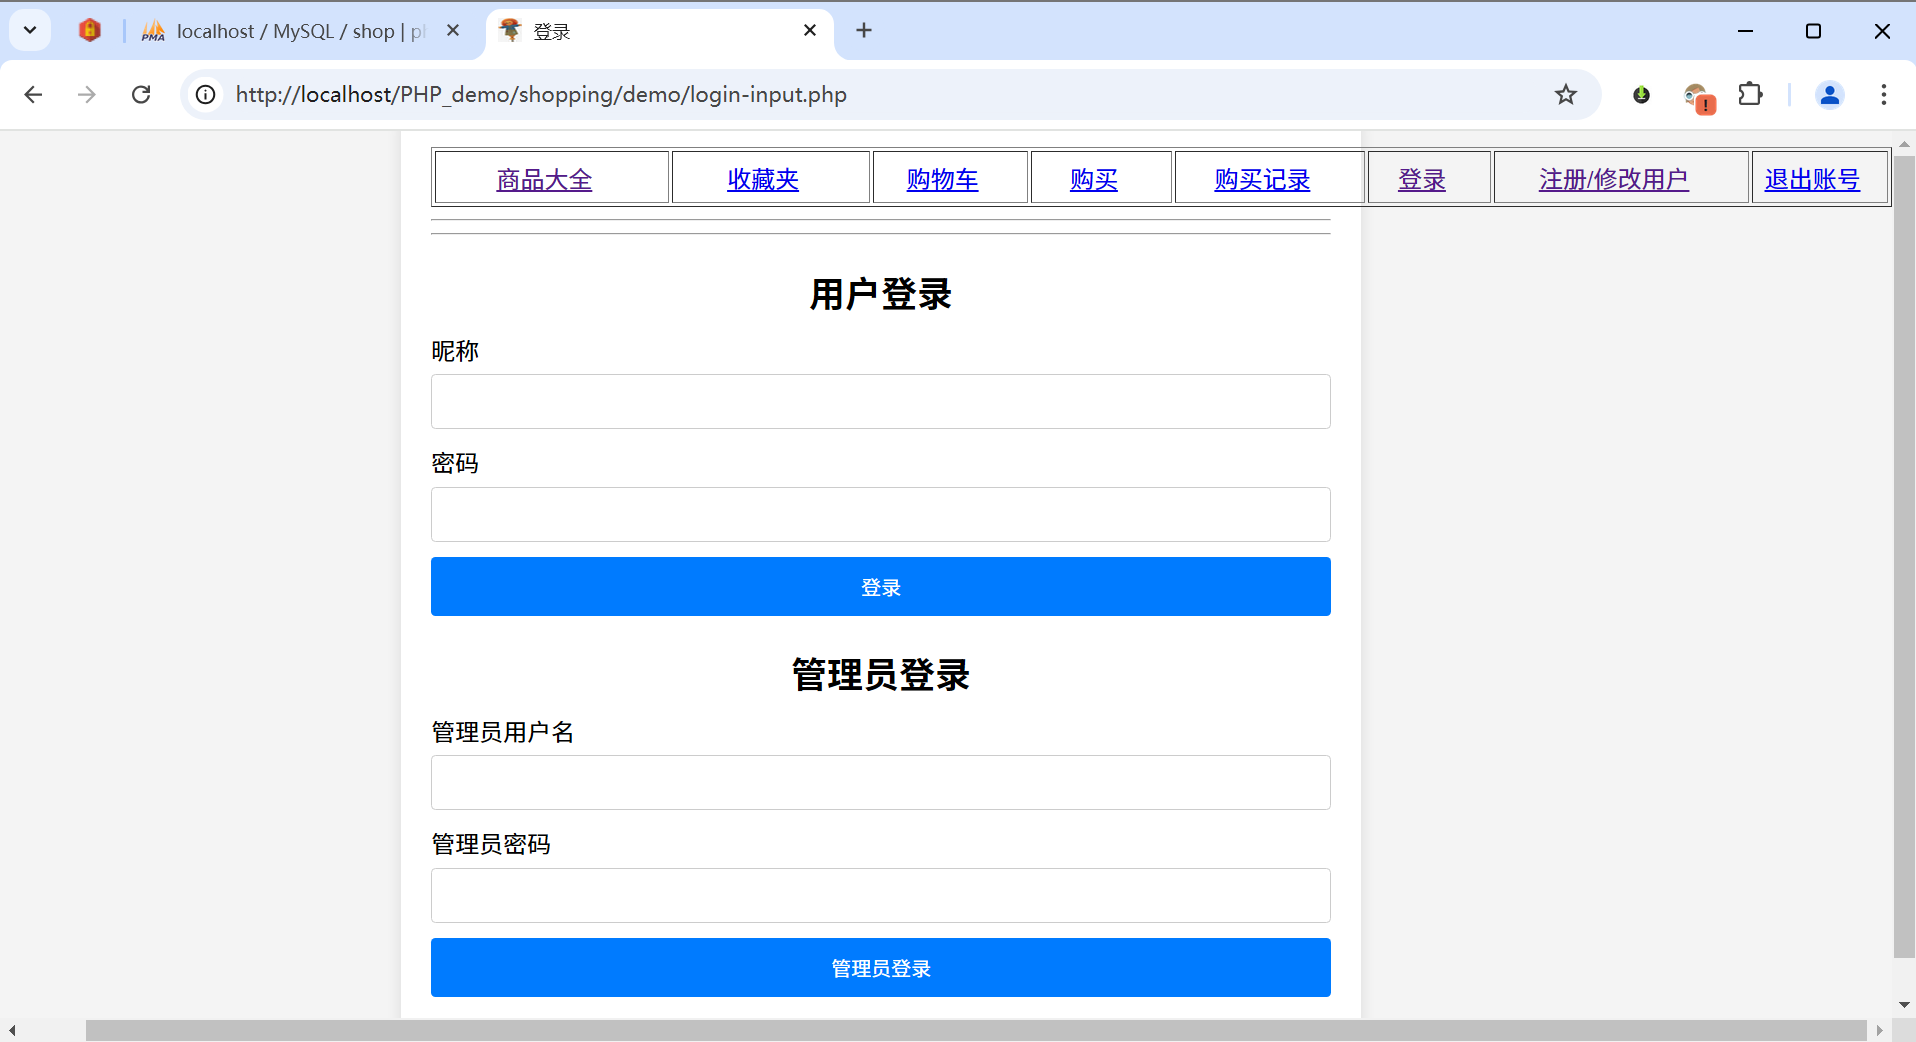 PMA localhost / MySQL / shop | ph
登录
http://localhost/PHP_demo/shopping/demo/login-input.php
商品大全 收藏夹 购物车 购买 购买记录 登录 注册/修改用户 退出账号
用户登录
昵称
密码
登录
管理员登录
管理员用户名
管理员密码
管理员登录